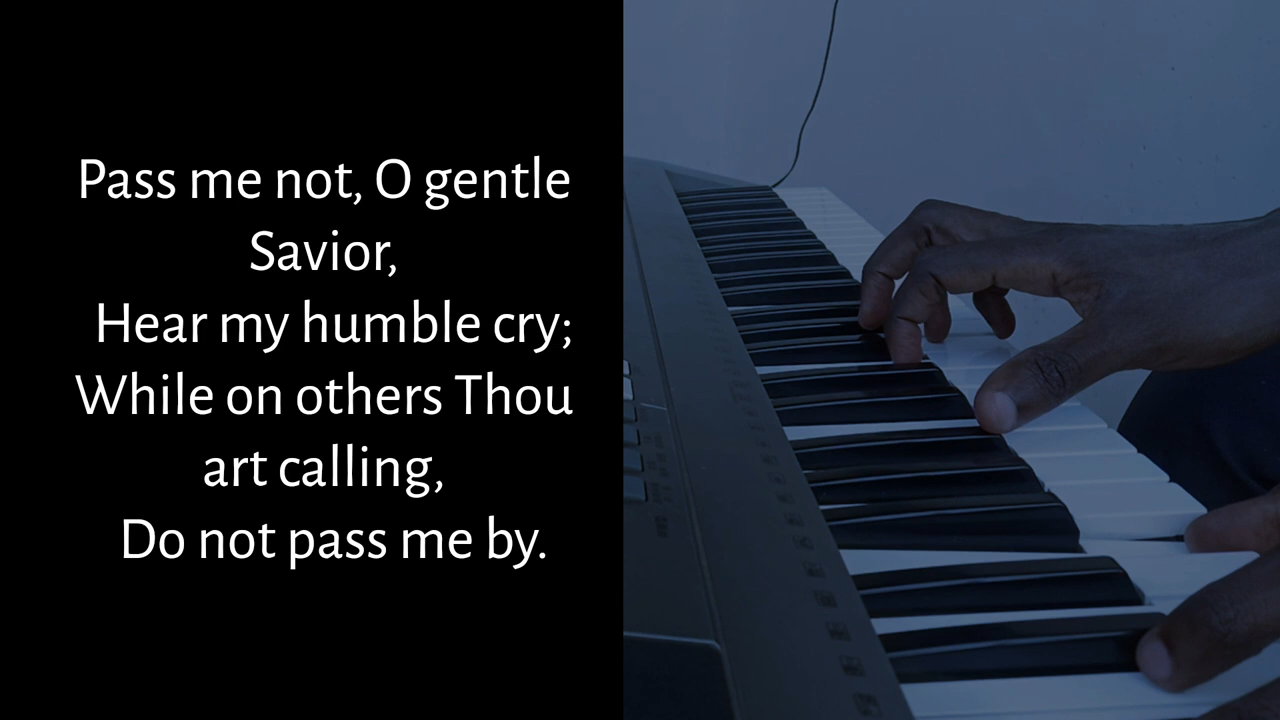 Pass me not, O gentle
Savior,
Hear my humble cry;
While on others Thou
art calling,
Do not pass me by.